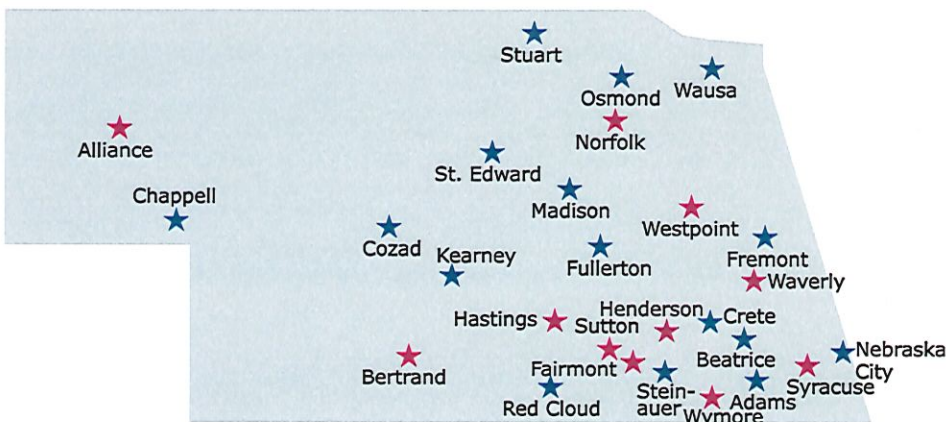 Stuart
Wausa
Osmond
Norfolk
Alliance
St. Edward
Chappell
Madison
Westpoint
Cozad
Kearney
Fullerton
Fremont
Waverly
Henderson
Hastings
Sutton
Crete
Beatrice
Nebraska
City
Bertrand
Fairmont
Syracuse
Red Cloud
Stein-
auer
Adams
Wymore